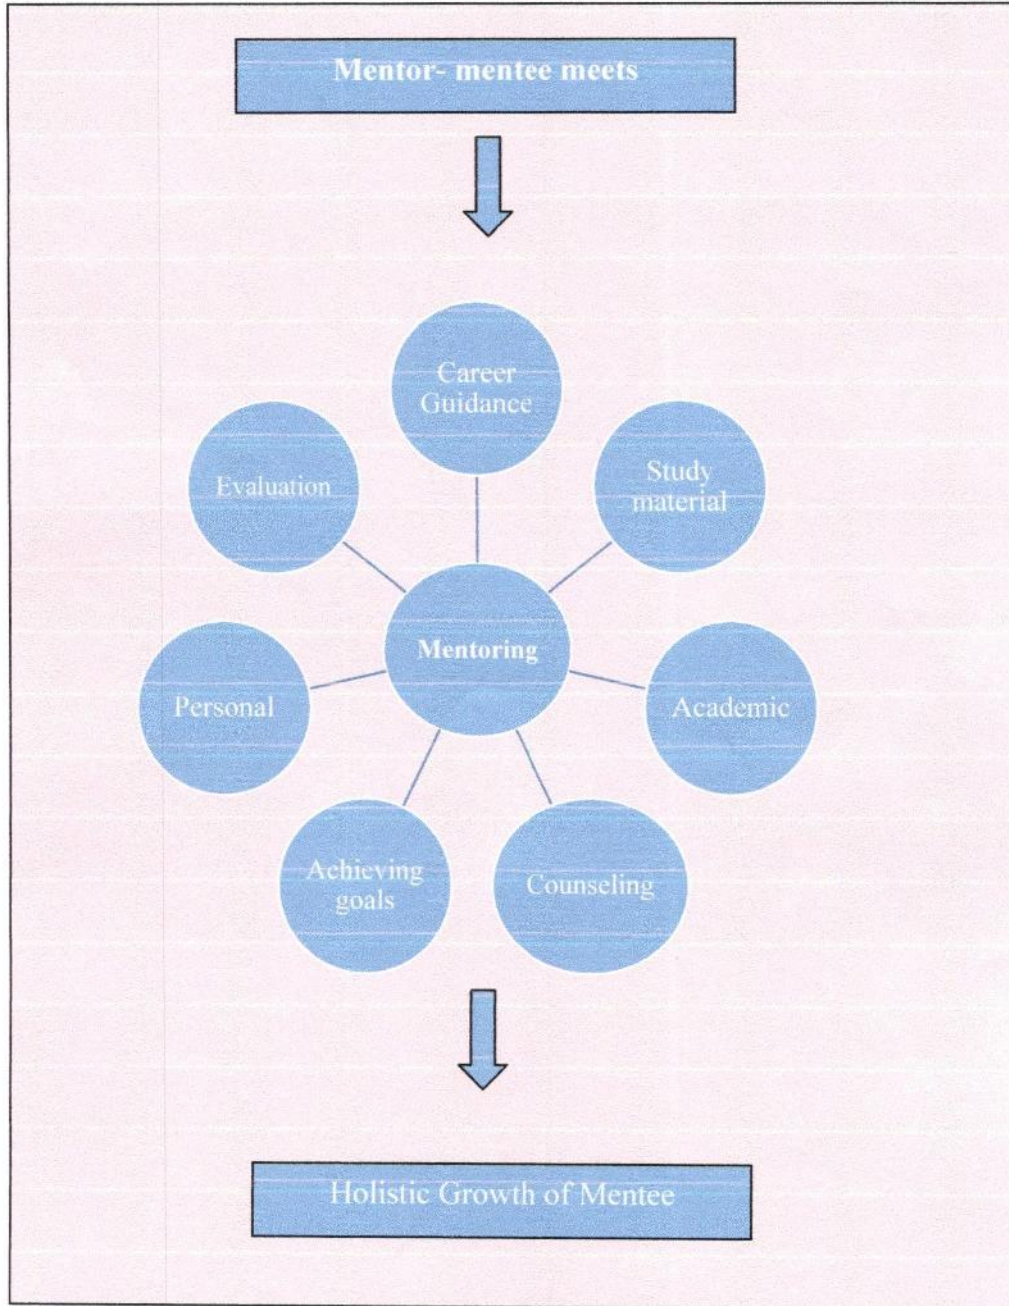 Mentor- mentee meets
Career
Guidance
Study
material
Evaluation
Mentoring
Personal
Academic
Achieving
goals
Counseling
Holistic Growth of Mentee